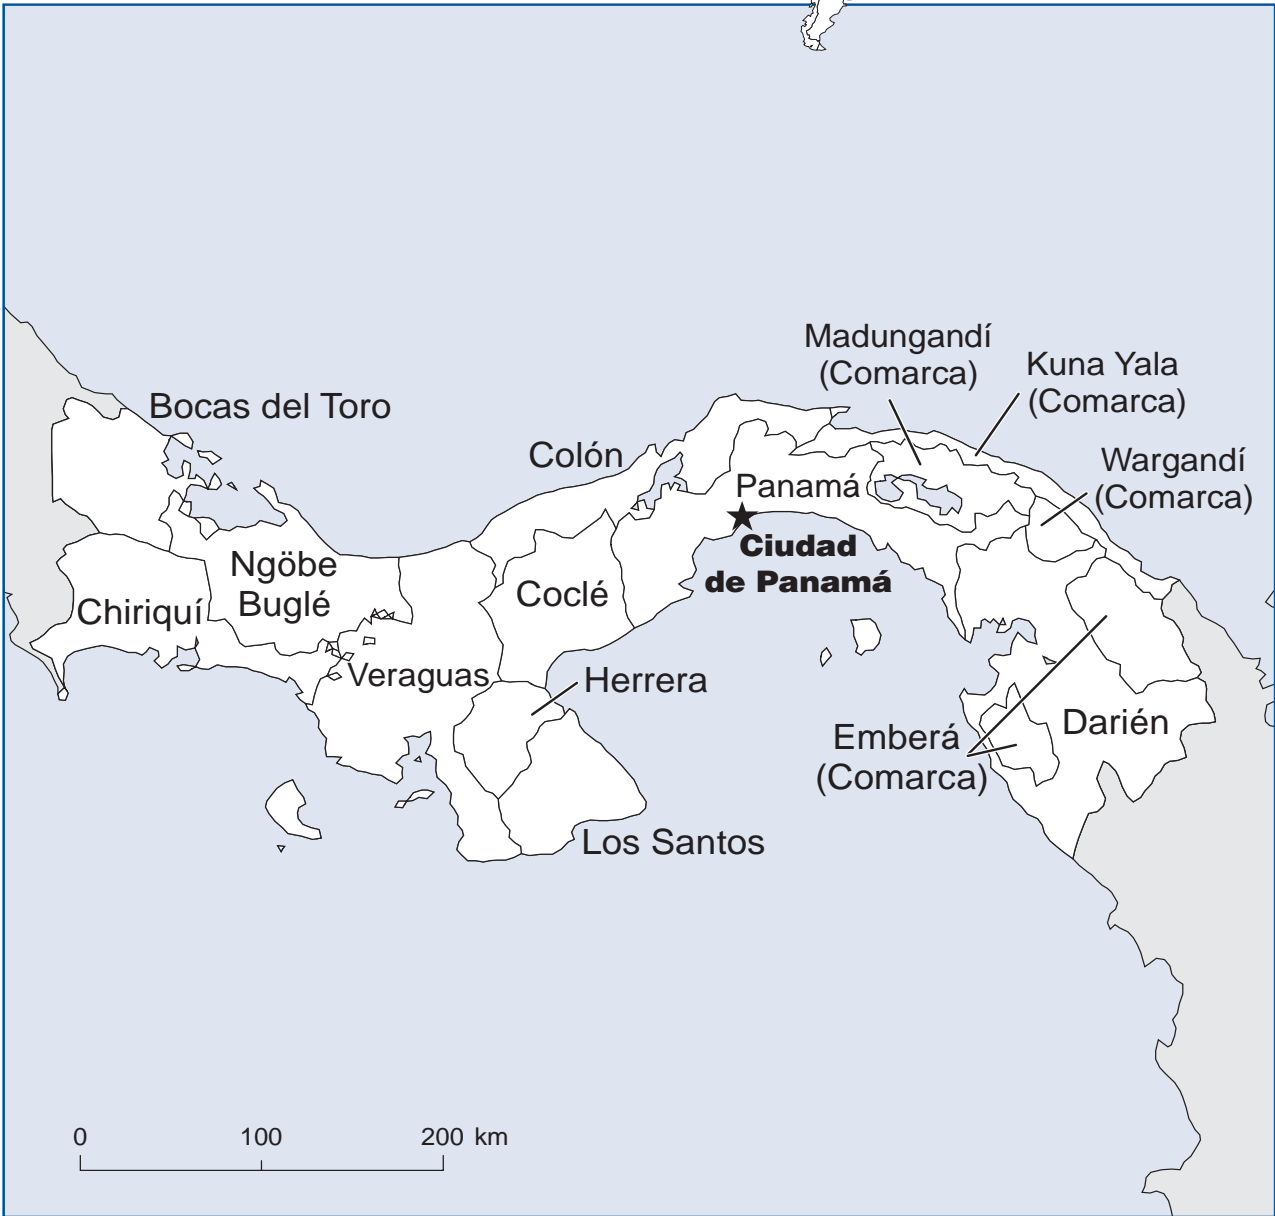 Madungandí
(Comarca)
Kuna Yala
(Comarca)
Bocas del Toro
Colón
Wargandí
(Comarca)
Panamá
Ciudad
de Panamá
Ngöbe
Buglé
Coclé
Chiriquí
Veraguas
Herrera
Emberá
(Comarca)
Darién
Los Santos
0 100 200 km